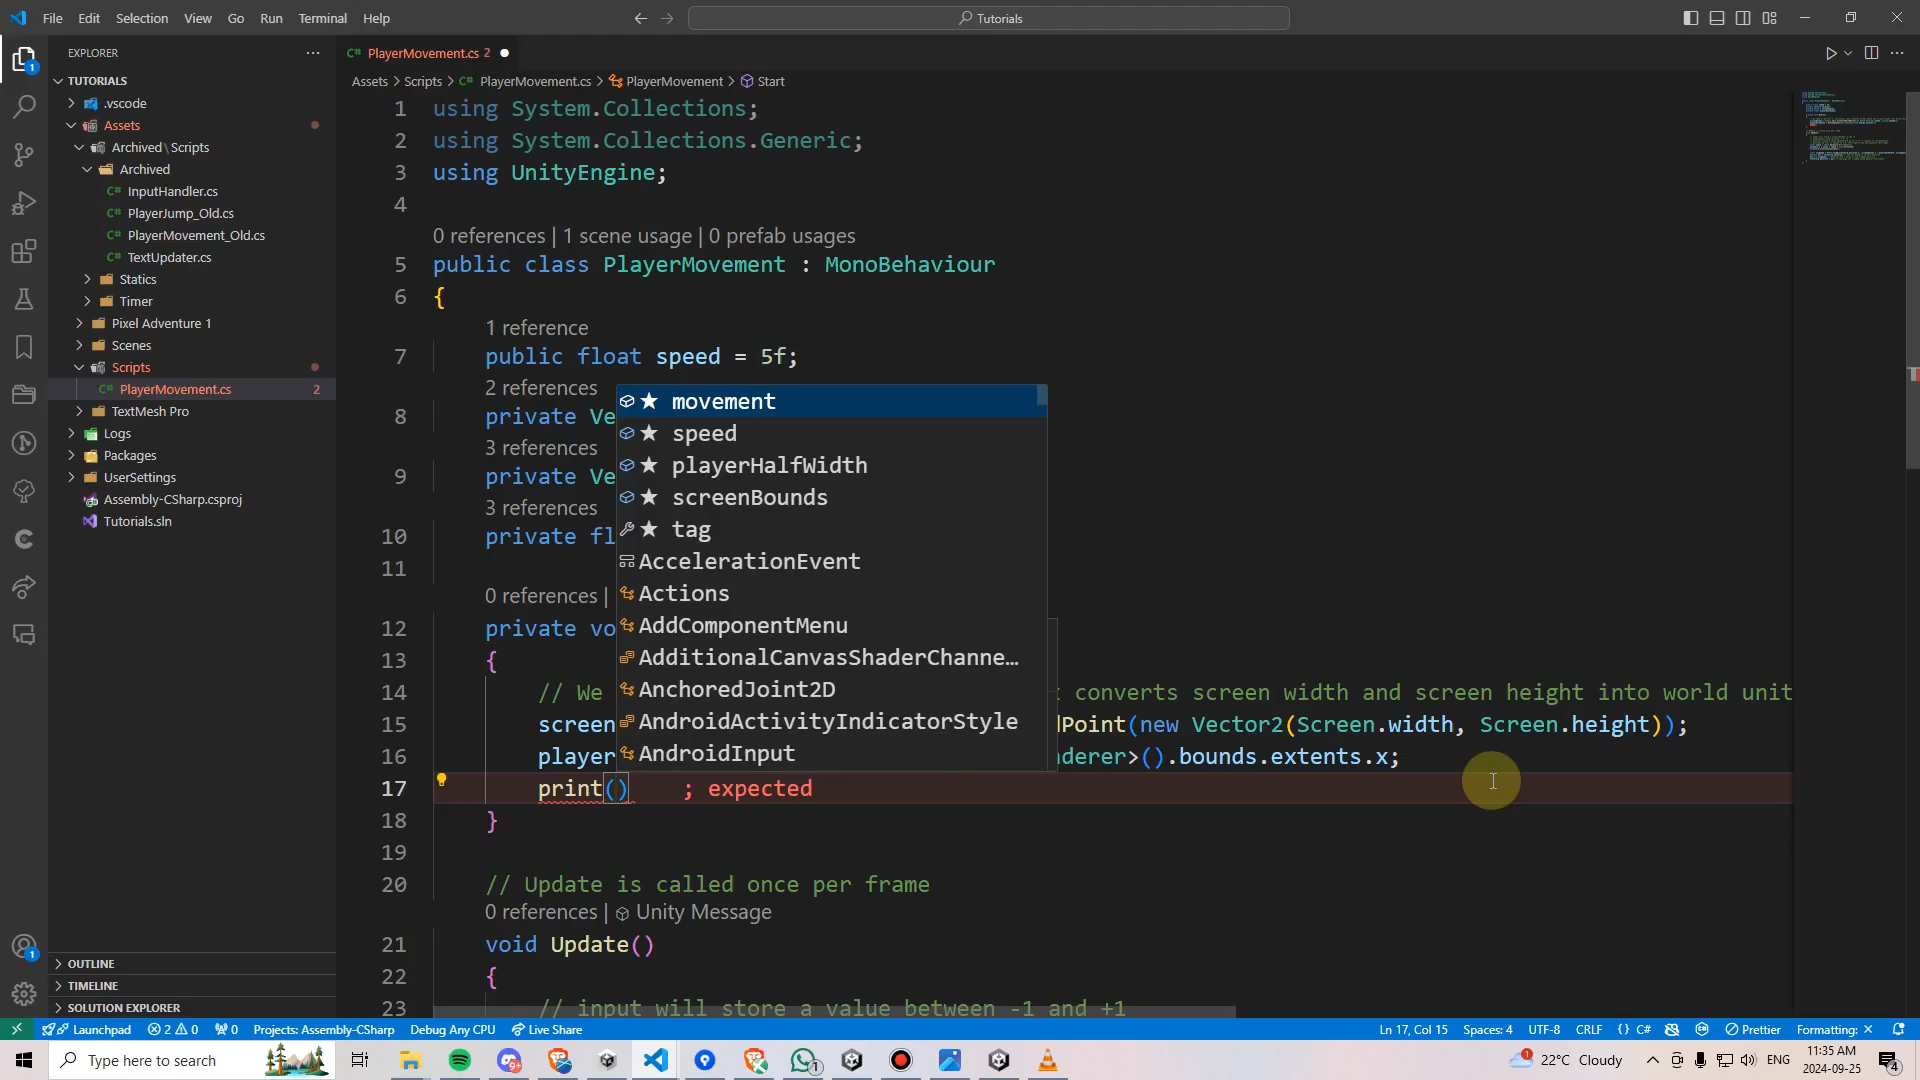 File Edit Selection View Go Run Terminal Help
Tutorials
EXPLORER
TUTORIALS
.vscode
Assets
Archived \ Scripts
Archived
InputHandler.cs
PlayerJump_Old.cs
PlayerMovement_Old.cs
TextUpdater.cs
Statics
Timer
Pixel Adventure 1
Scenes
Scripts
PlayerMovement.cs 2
TextMesh Pro
Logs
Packages
UserSettings
Assembly-CSharp.csproj
Tutorials.sln
OUTLINE
TIMELINE
SOLUTION EXPLORER
C# PlayerMovement.cs 2
Assets > Scripts > C# PlayerMovement.cs > PlayerMovement > Start
1 using System.Collections;
2 using System.Collections.Generic;
3 using UnityEngine;
4
0 references | 1 scene usage | 0 prefab usages
5 public class PlayerMovement : MonoBehaviour
6 {
1 reference
7 public float speed = 5f;
2 references
8 private Ve
3 references
9 private Ve
3 references
10 private fl
11
0 references |
12 private vo
13 {
14 // We t converts screen width and screen height into world unit
15 screen dPoint(new Vector2(Screen.width, Screen.height));
16 player nderer>().bounds.extents.x;
17 print() ; expected
18 }
19
20 // Update is called once per frame
0 references | Unity Message
21 void Update()
22 {
23 // input will store a value between -1 and +1
movement
speed
playerHalfWidth
screenBounds
tag
AccelerationEvent
Actions
AddComponentMenu
AdditionalCanvasShaderChanne…
AnchoredJoint2D
AndroidActivityIndicatorStyle
AndroidInput
Launchpad 2 0 0 Projects: Assembly-CSharp Debug Any CPU Live Share
Ln 17, Col 15 Spaces: 4 UTF-8 CRLF { } C# Prettier Formatting: ×
Type here to search
22°C Cloudy ENG 11:35 AM
2024-09-25